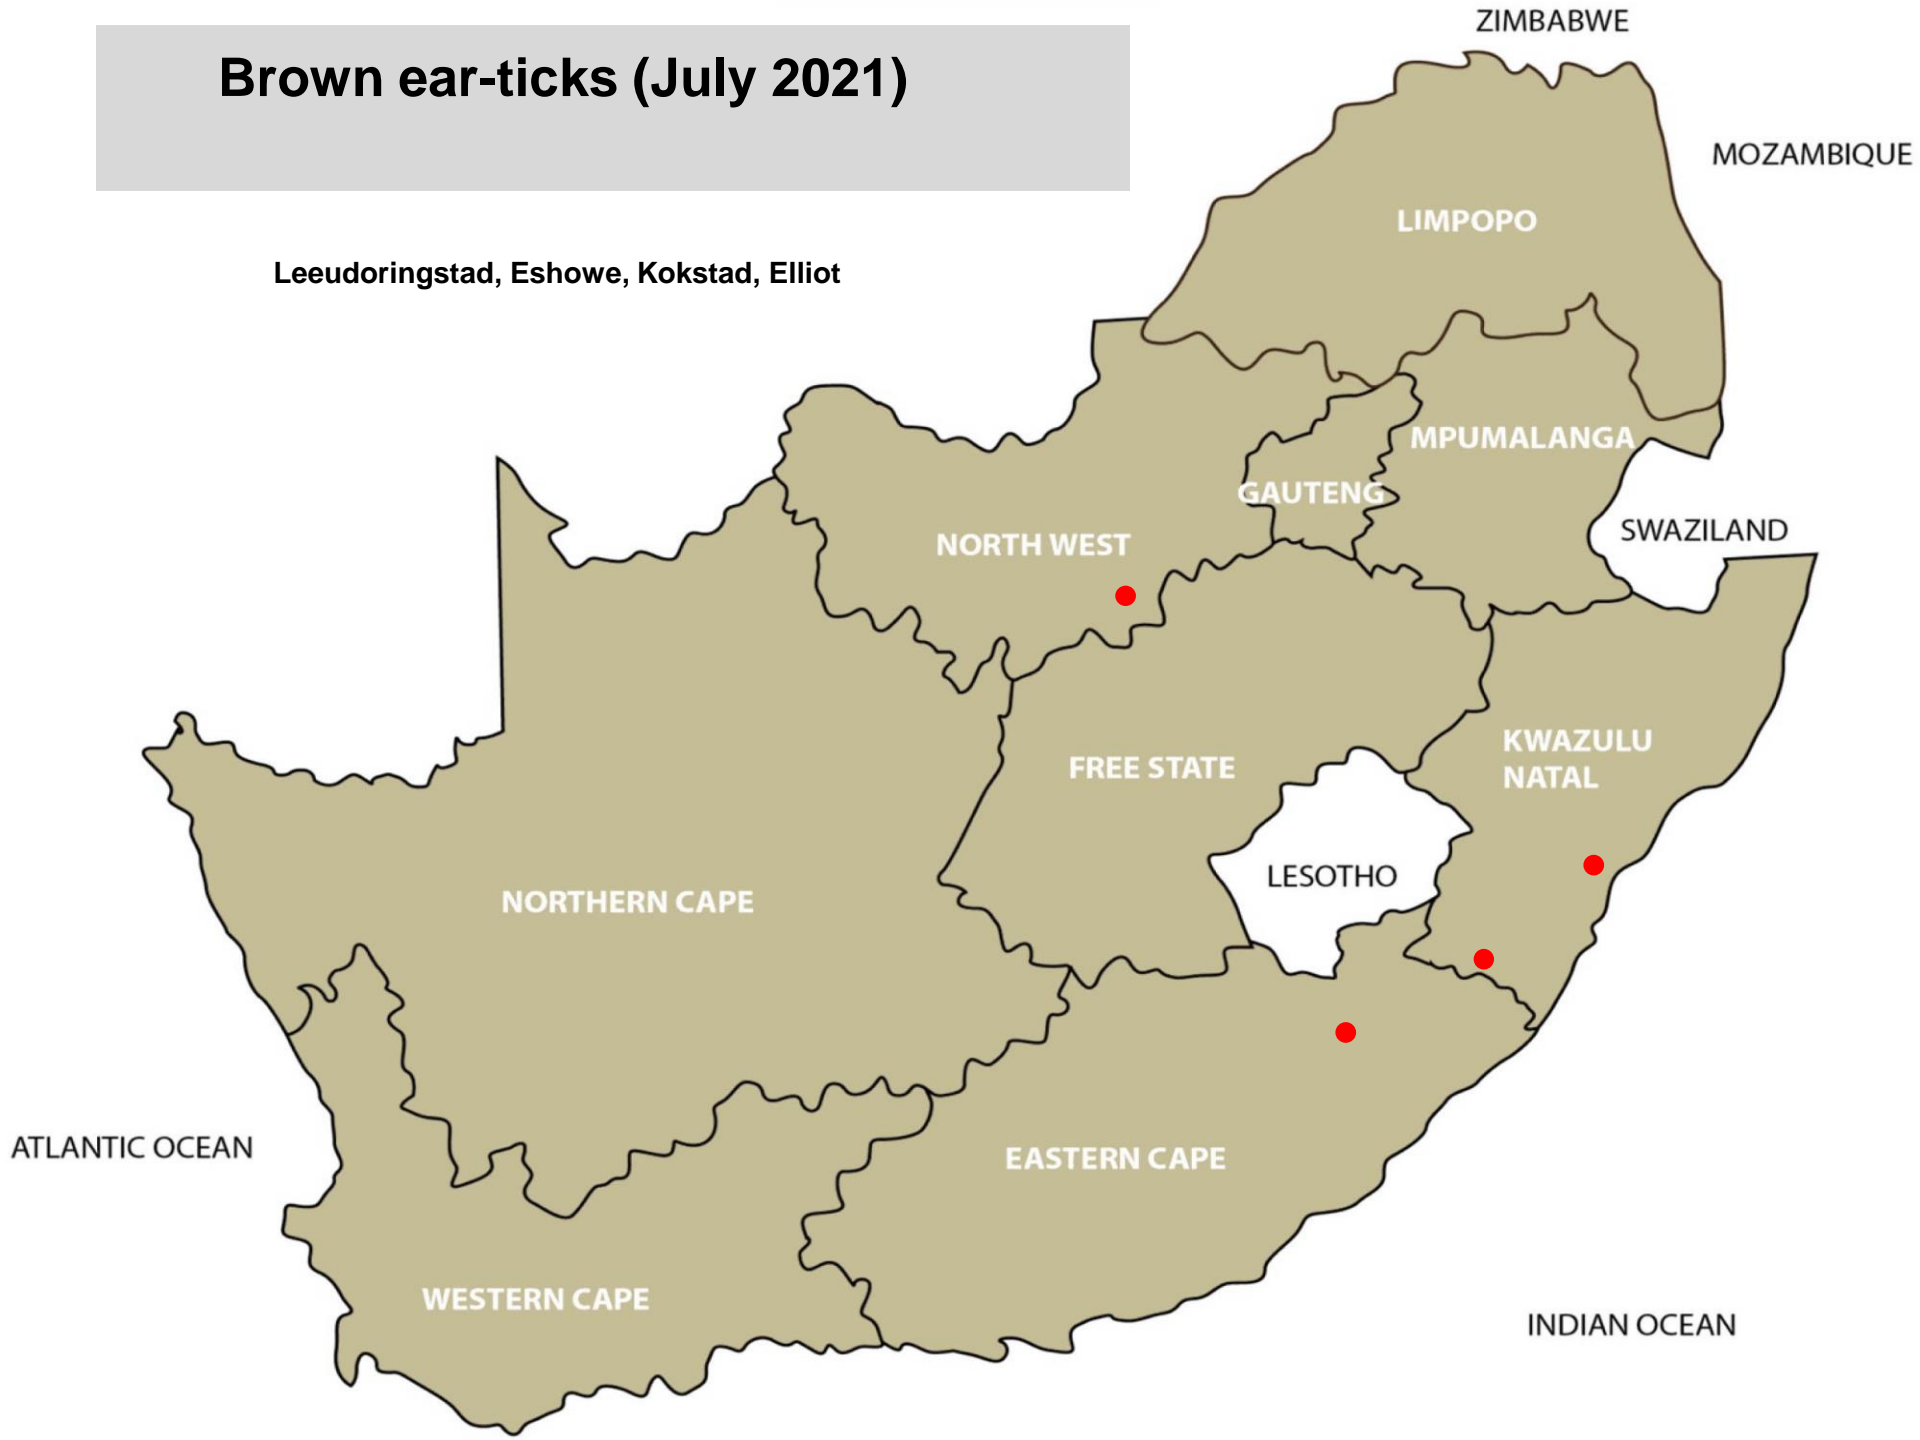 ZIMBABWE
Brown ear-ticks (July 2021)
MOZAMBIQUE
LIMPOPO
Leeudoringstad, Eshowe, Kokstad, Elliot
MPUMALANGA
GAUTENG
SWAZILAND
NORTH WEST
KWAZULU
NATAL
FREE STATE
LESOTHO
NORTHERN CAPE
ATLANTIC OCEAN
EASTERN CAPE
WESTERN CAPE
INDIAN OCEAN